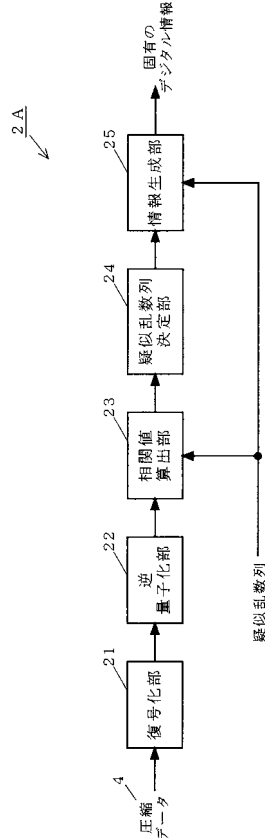 2A
4
圧縮
データ
21
復号化部
22
逆
量子化部
23
相関値
算出部
24
疑似乱数列
決定部
25
情報生成部
固有の
デジタル情報
疑似乱数列